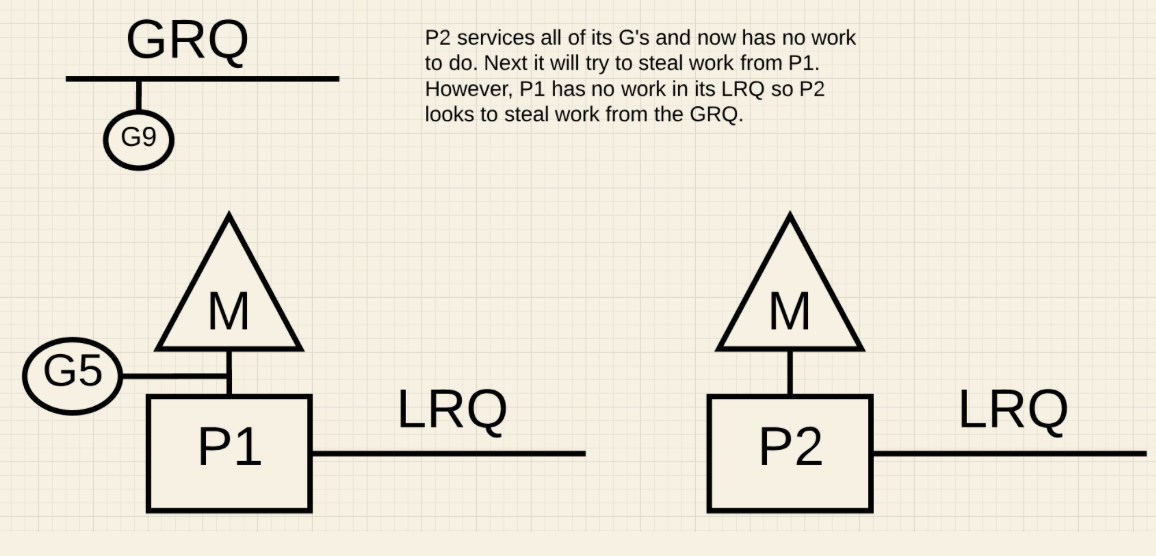 GRQ
P2 services all of its G's and now has no work
to do. Next it will try to steal work from P1.
However, P1 has no work in its LRQ so P2
looks to steal work from the GRQ.
G9
M
M
G5
LRQ
LRQ
P1
P2